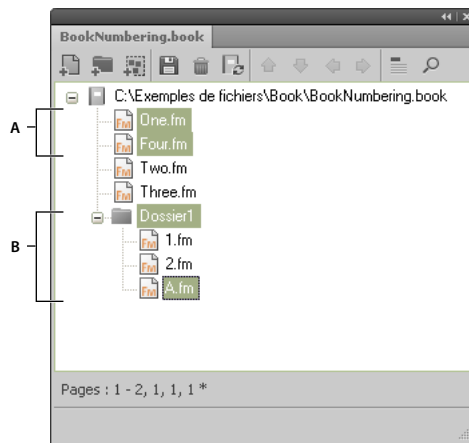 BookNumbering.book
C:\Exemples de fichiers\Book\BookNumbering.book
A
One.fm
Four.fm
Two.fm
Three.fm
B
Dossier1
1.fm
2.fm
A.fm
Pages : 1 - 2, 1, 1, 1 *